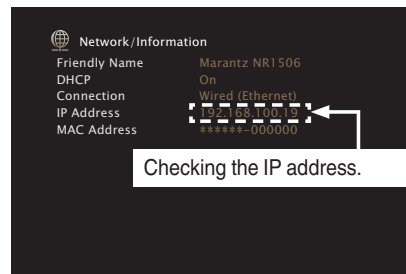 Network/Information
Friendly Name Marantz NR1506
DHCP On
Connection Wired (Ethernet)
IP Address 192.168.100.19
MAC Address ******-000000
Checking the IP address.